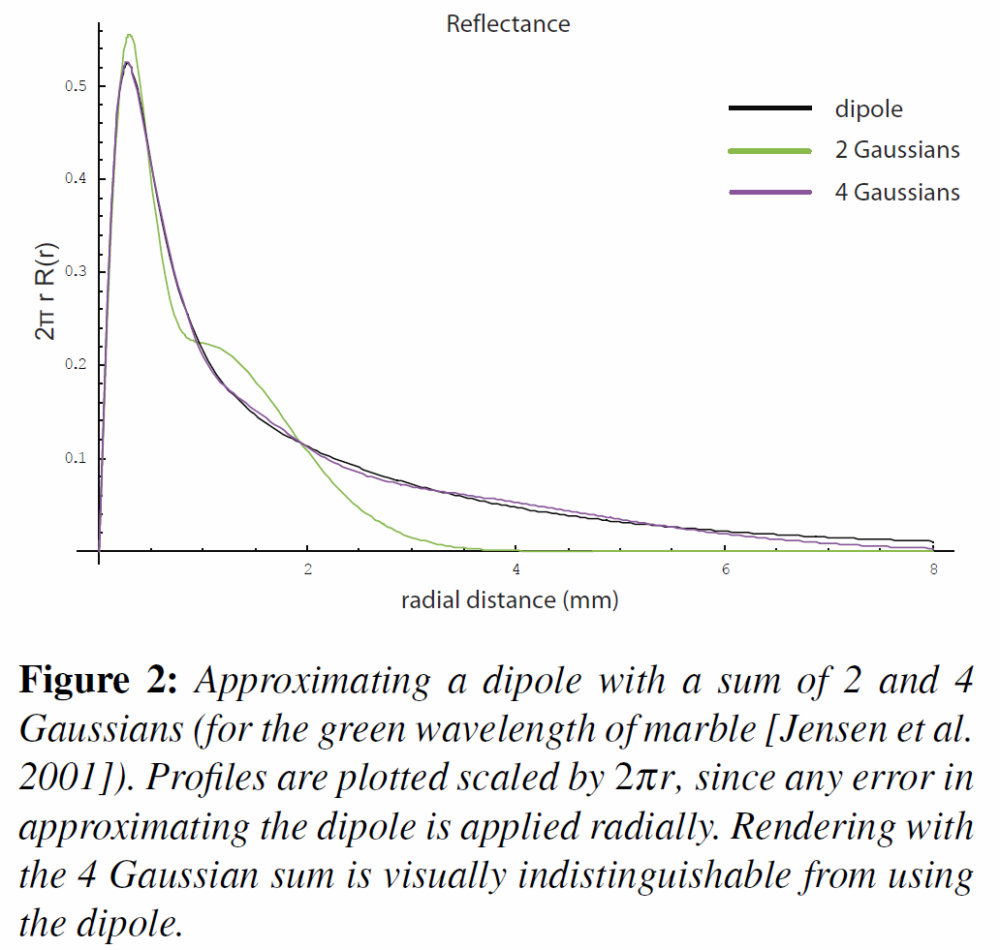 Reflectance
dipole
2 Gaussians
4 Gaussians
2π r R(r)
0.5
0.4
0.3
0.2
0.1
2
4
6
8
radial distance (mm)
Figure 2: Approximating a dipole with a sum of 2 and 4
Gaussians (for the green wavelength of marble [Jensen et al.
2001]). Profiles are plotted scaled by 2πr, since any error in
approximating the dipole is applied radially. Rendering with
the 4 Gaussian sum is visually indistinguishable from using
the dipole.